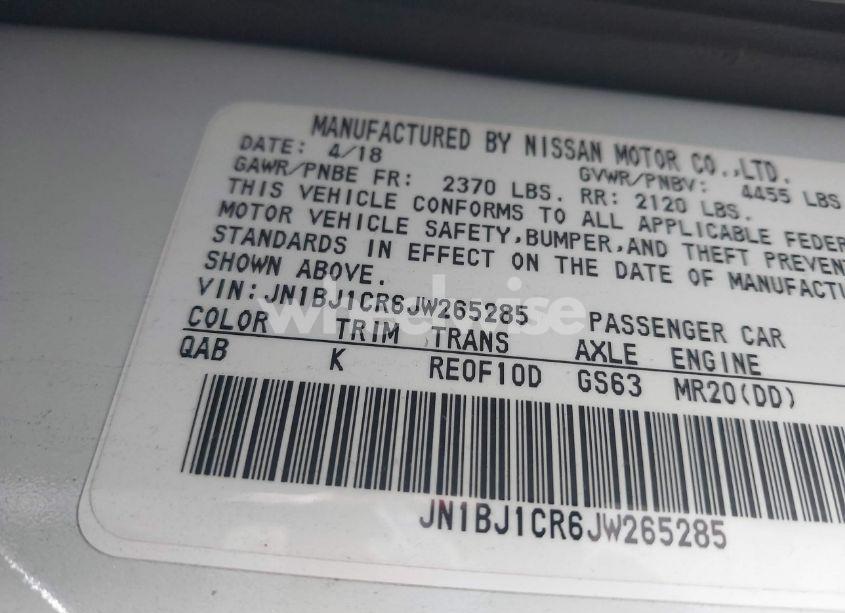 MANUFACTURED BY NISSAN MOTOR CO.,LTD.
DATE: 4/18 GVWR/PNBV: 4455 LBS
GAWR/PNBE FR: 2370 LBS. RR: 2120 LBS.
THIS VEHICLE CONFORMS TO ALL APPLICABLE FEDER
MOTOR VEHICLE SAFETY,BUMPER,AND THEFT PREVEN
STANDARDS IN EFFECT ON THE DATE OF MANUFACTU
SHOWN ABOVE.
VIN:JN1BJ1CR6JW265285 PASSENGER CAR
COLOR TRIM TRANS AXLE ENGINE
QAB K RE0F10D GS63 MR20(DD)
JN1BJ1CR6JW265285
wheelwise